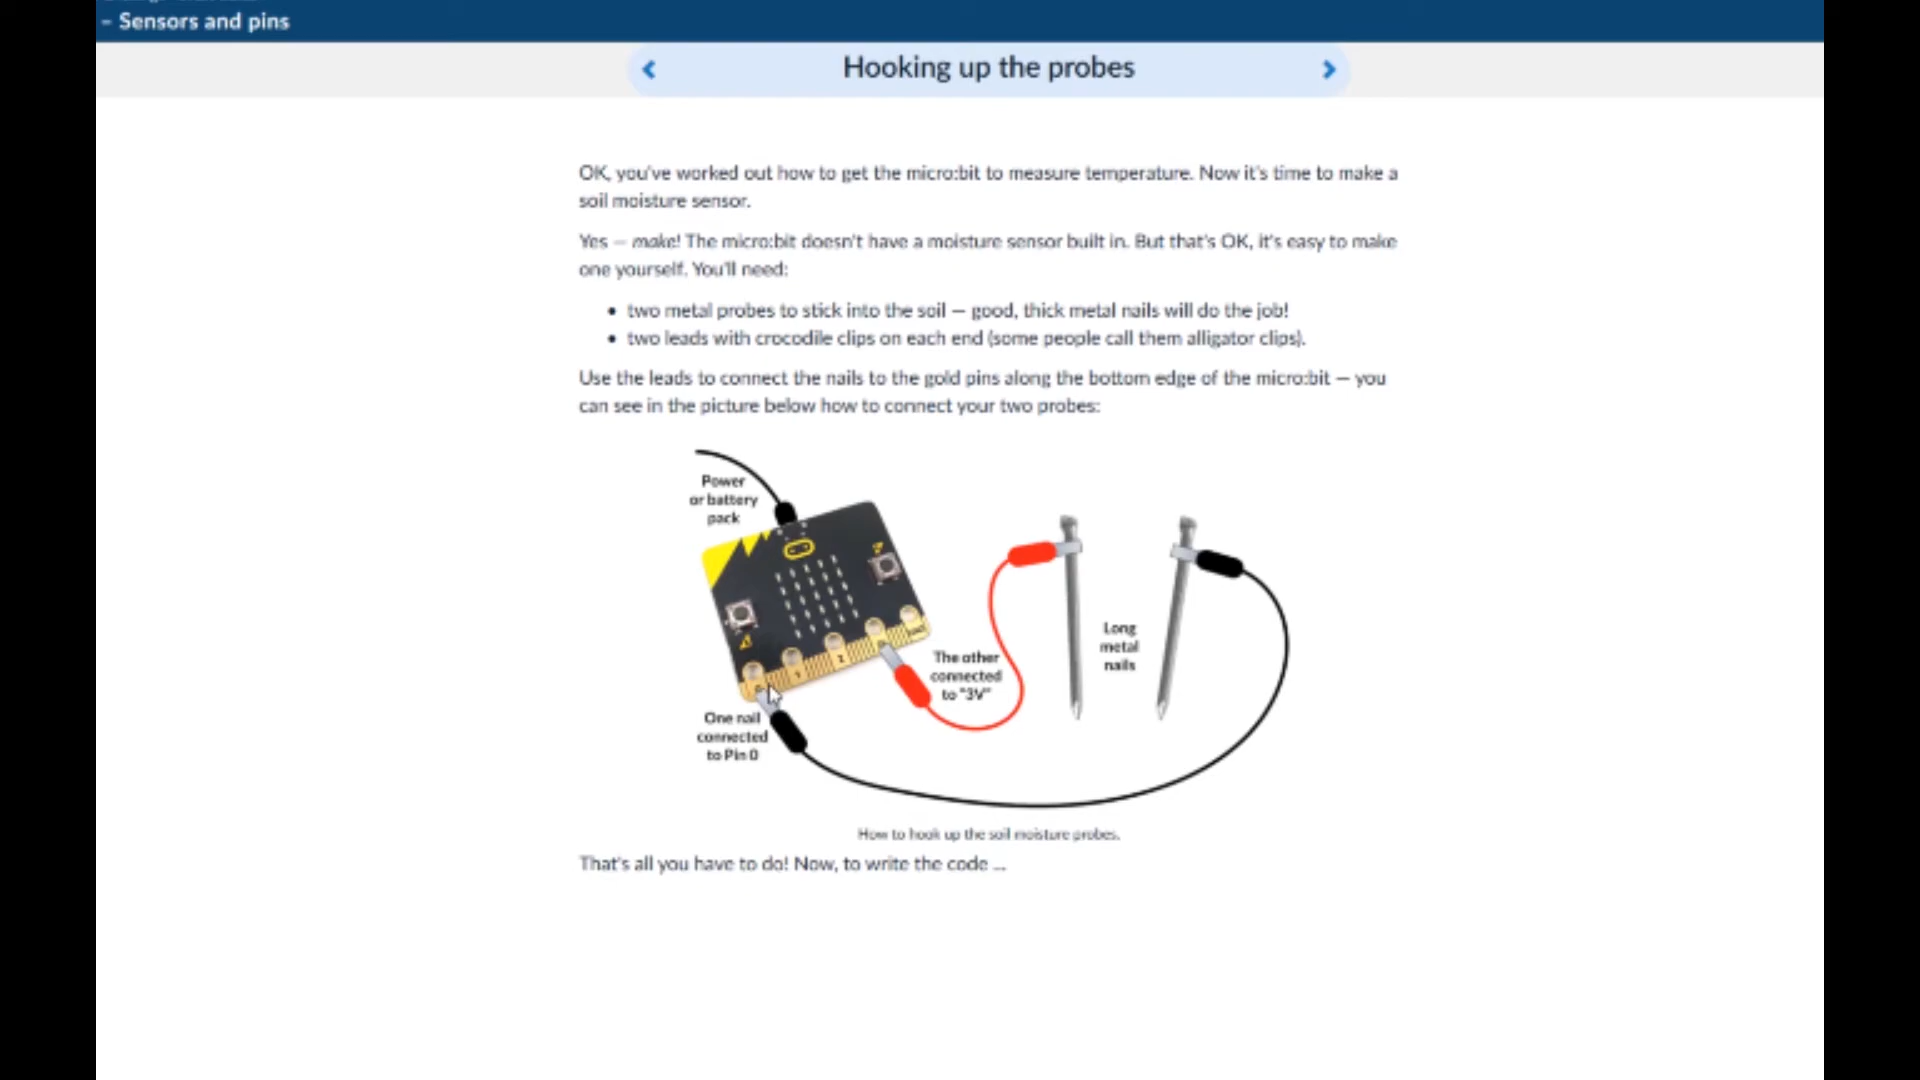 – Sensors and pins
Hooking up the probes
OK, you've worked out how to get the micro:bit to measure temperature. Now it's time to make a
soil moisture sensor.
Yes – make! The micro:bit doesn't have a moisture sensor built in. But that's OK, it's easy to make
one yourself. You'll need:
• two metal probes to stick into the soil – good, thick metal nails will do the job!
• two leads with crocodile clips on each end (some people call them alligator clips).
Use the leads to connect the nails to the gold pins along the bottom edge of the micro:bit – you
can see in the picture below how to connect your two probes:
Power
or battery
pack
Long
metal
nails
The other
connected
to "3V"
One nail
connected
to Pin 0
How to hook up the soil moisture probes.
That's all you have to do! Now, to write the code ...